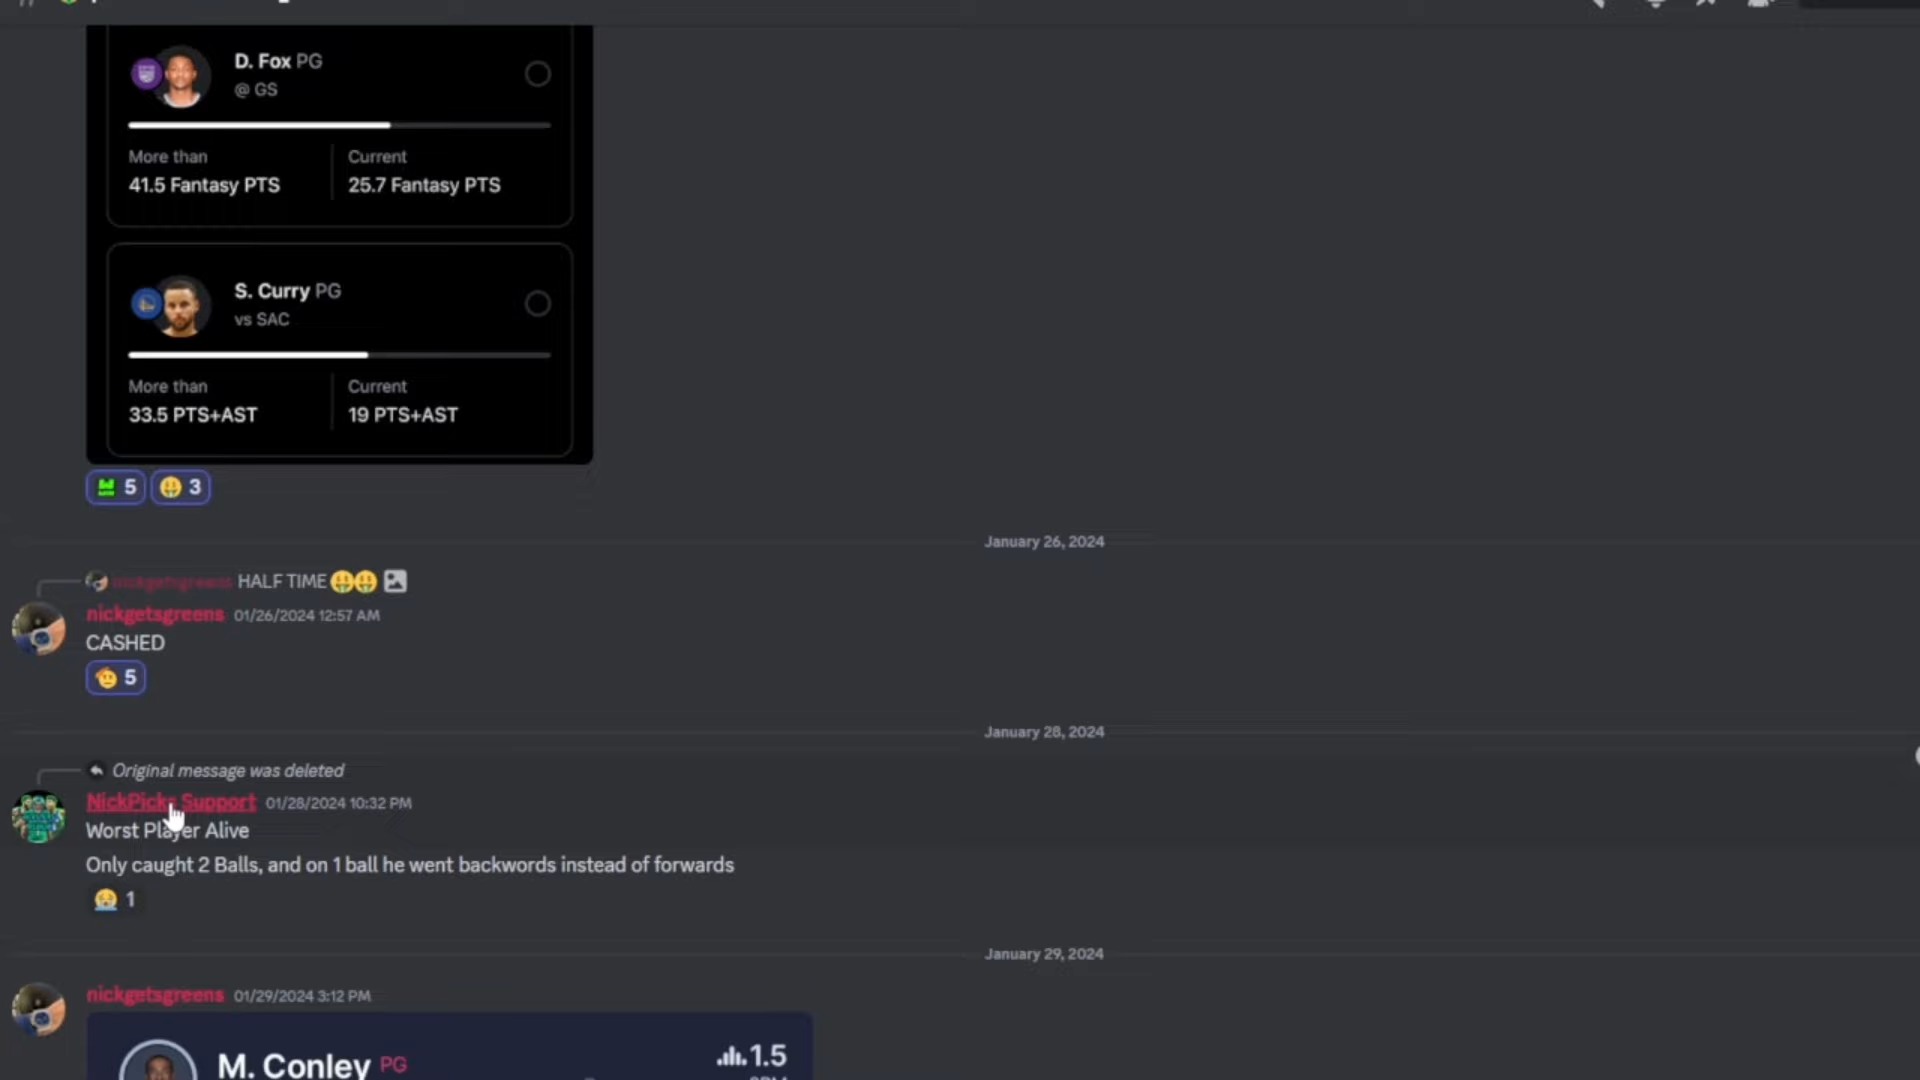 D. Fox PG
@ GS
More than
Current
41.5 Fantasy PTS
25.7 Fantasy PTS
S. Curry PG
vs SAC
More than
Current
33.5 PTS+AST
19 PTS+AST
5 3
January 26, 2024
nickgetsgreens HALF TIME
nickgetsgreens 01/26/2024 12:57 AM
CASHED
5
January 28, 2024
Original message was deleted
NickPicks Support 01/28/2024 10:32 PM
Worst Player Alive
Only caught 2 Balls, and on 1 ball he went backwords instead of forwards
1
January 29, 2024
nickgetsgreens 01/29/2024 3:12 PM
M. Conley PG
1.5